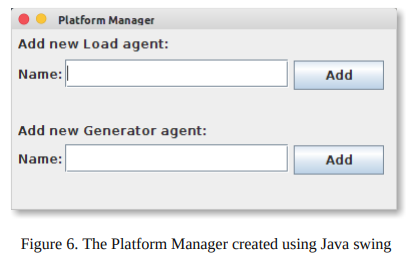 Platform Manager
Add new Load agent:
Name: Add
Add new Generator agent:
Name: Add
Figure 6. The Platform Manager created using Java swing